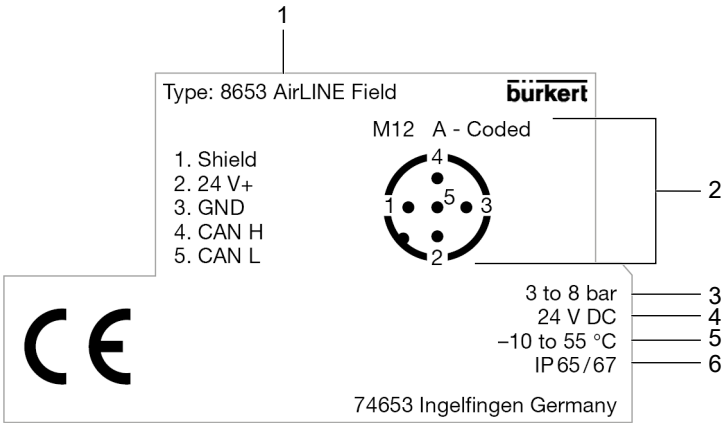 1
Type: 8653 AirLINE Field
bürkert
M12 A - Coded
1. Shield
2. 24 V+
3. GND
4. CAN H
5. CAN L
4
1
5
3
2
2
3 to 8 bar
3
24 V DC
4
–10 to 55 °C
5
IP 65/67
6
CE
74653 Ingelfingen Germany